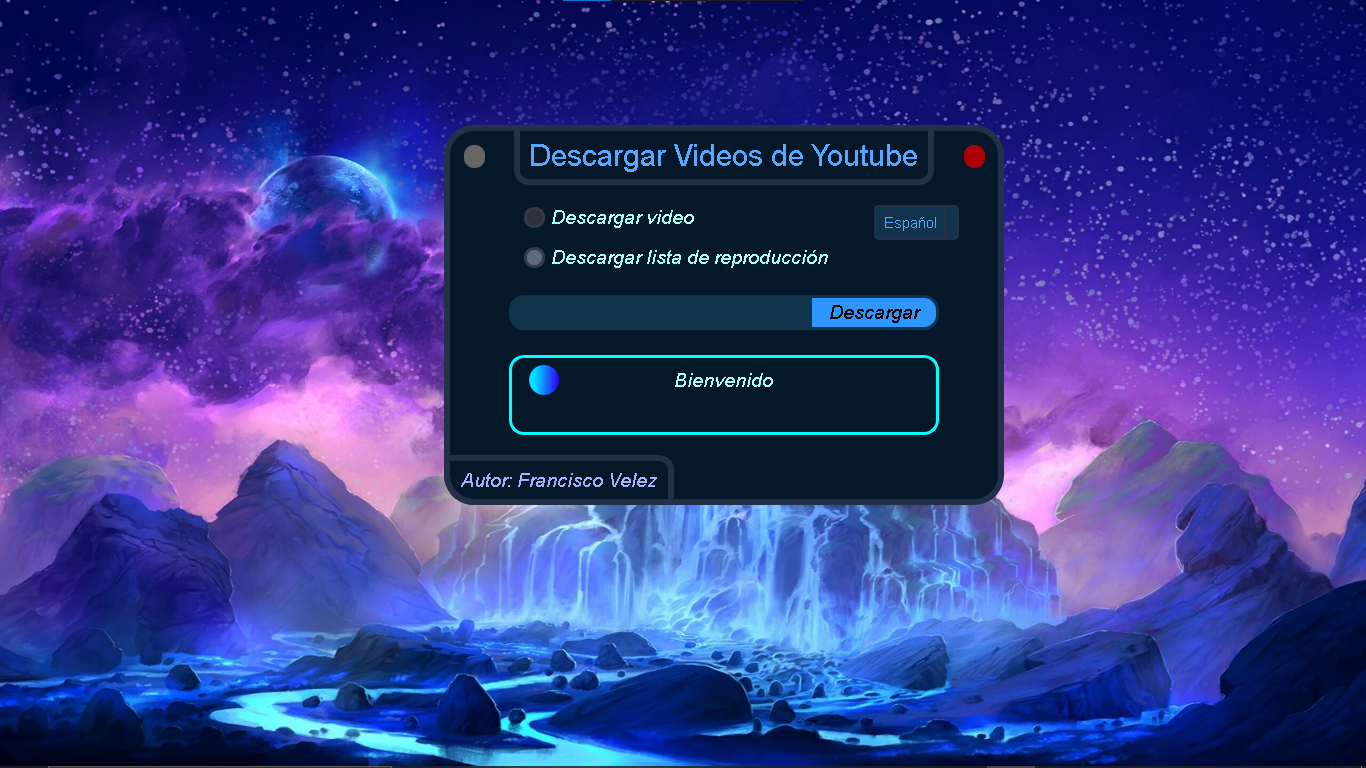 Descargar Videos de Youtube
Descargar video
Español
Descargar lista de reproducción
Descargar
Bienvenido
Autor: Francisco Velez